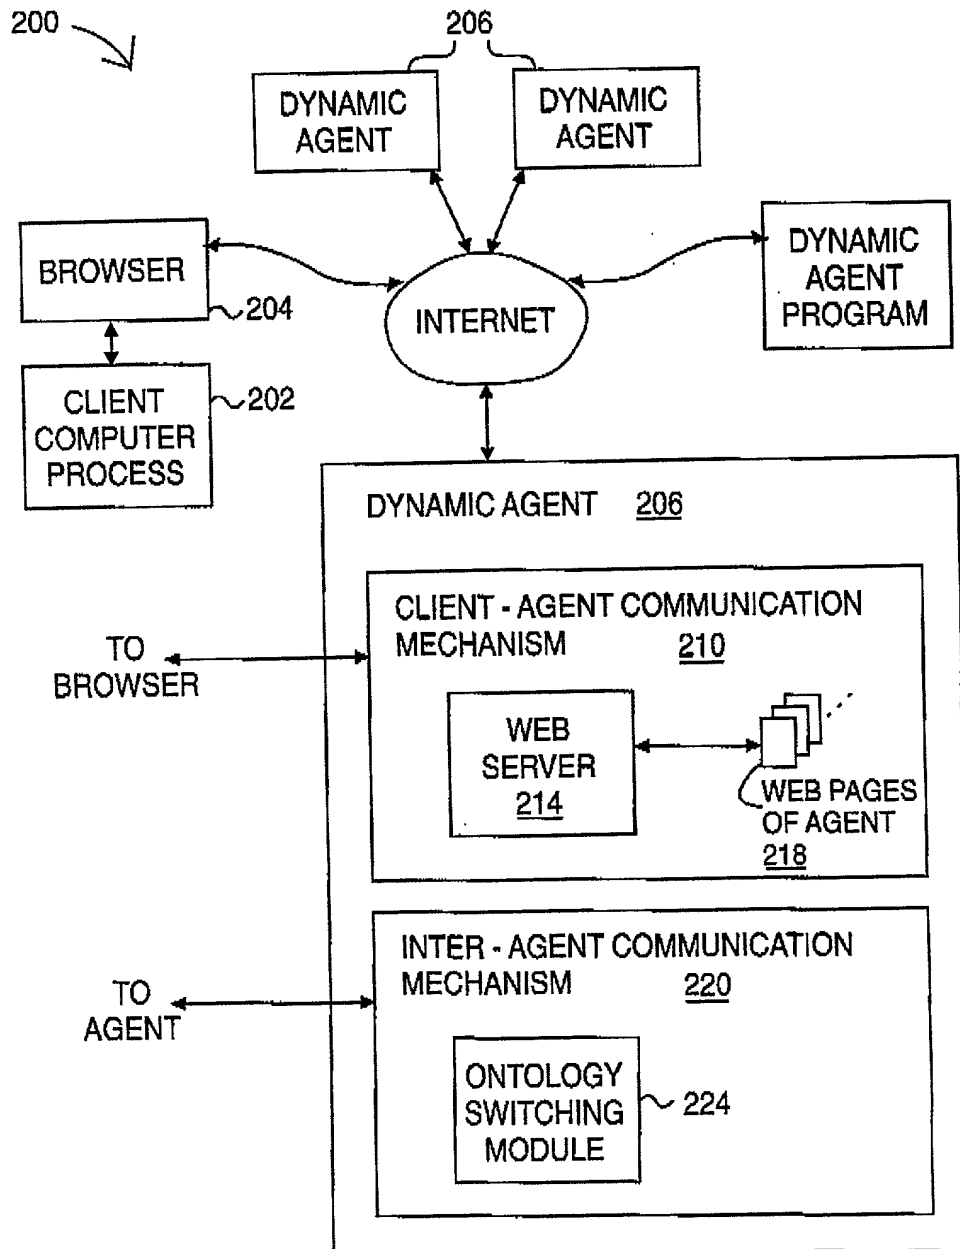 200
206
DYNAMIC
AGENT
DYNAMIC
AGENT
BROWSER
204
INTERNET
DYNAMIC
AGENT
PROGRAM
CLIENT
COMPUTER
PROCESS
202
DYNAMIC AGENT 206
CLIENT - AGENT COMMUNICATION
MECHANISM 210
TO
BROWSER
WEB
SERVER
214
WEB PAGES
OF AGENT
218
INTER - AGENT COMMUNICATION
MECHANISM 220
TO
AGENT
ONTOLOGY
SWITCHING
MODULE
224